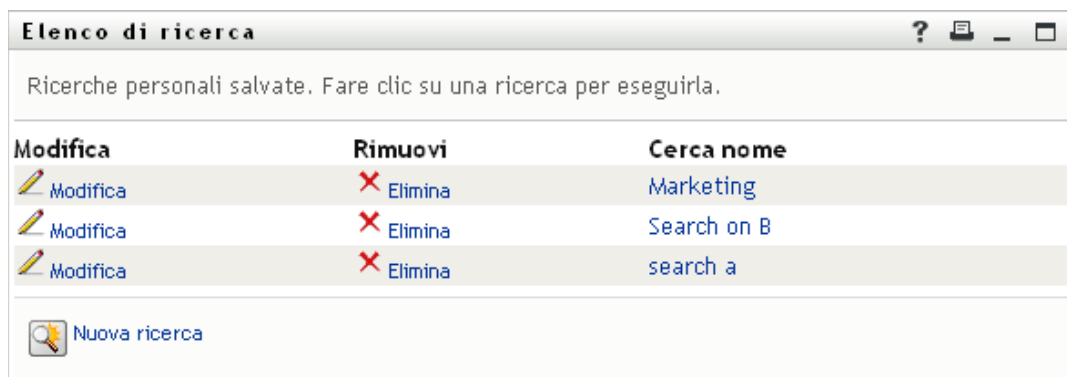 Elenco di ricerca ?
Ricerche personali salvate. Fare clic su una ricerca per eseguirla.
Modifica Rimuovi Cerca nome
Modifica Elimina Marketing
Modifica Elimina Search on B
Modifica Elimina search a
Nuova ricerca